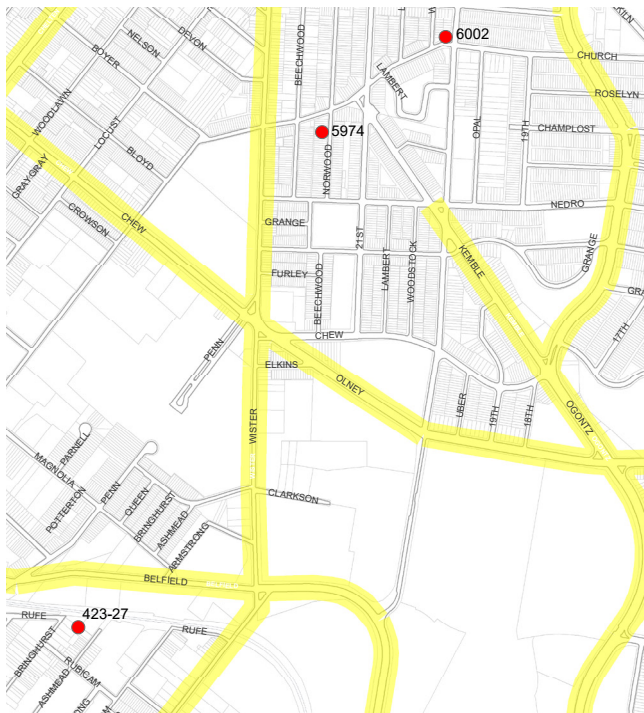 KILN
6002
NELSON
DEVON
BOYER
BEECHWOOD
CHURCH
LAMBERT
ROSELYN
WOODLAWN
LOCUST
5974
OPAL
19TH
CHAMPLOST
BLOYD
NORWOOD
GRAY
GRAY
NEDRO
CROWSON
CHEW
GRANGE
21ST
LAMBERT
WOODSTOCK
KEMBLE
GRANGE
FURLEY
BEECHWOOD
17TH
PENN
CHEW
ELKINS
OLNEY
UBER
19TH
18TH
OGONTZ
WISTER
PARNELL
MAGNOLIA
POTTERTON
PENN
QUEEN
BRINGHURST
ASHMEAD
ARMSTRONG
CLARKSON
BELFIELD
423-27
RUFE
RUFE
BRINGHURST
ASHMEAD
RUBICAM